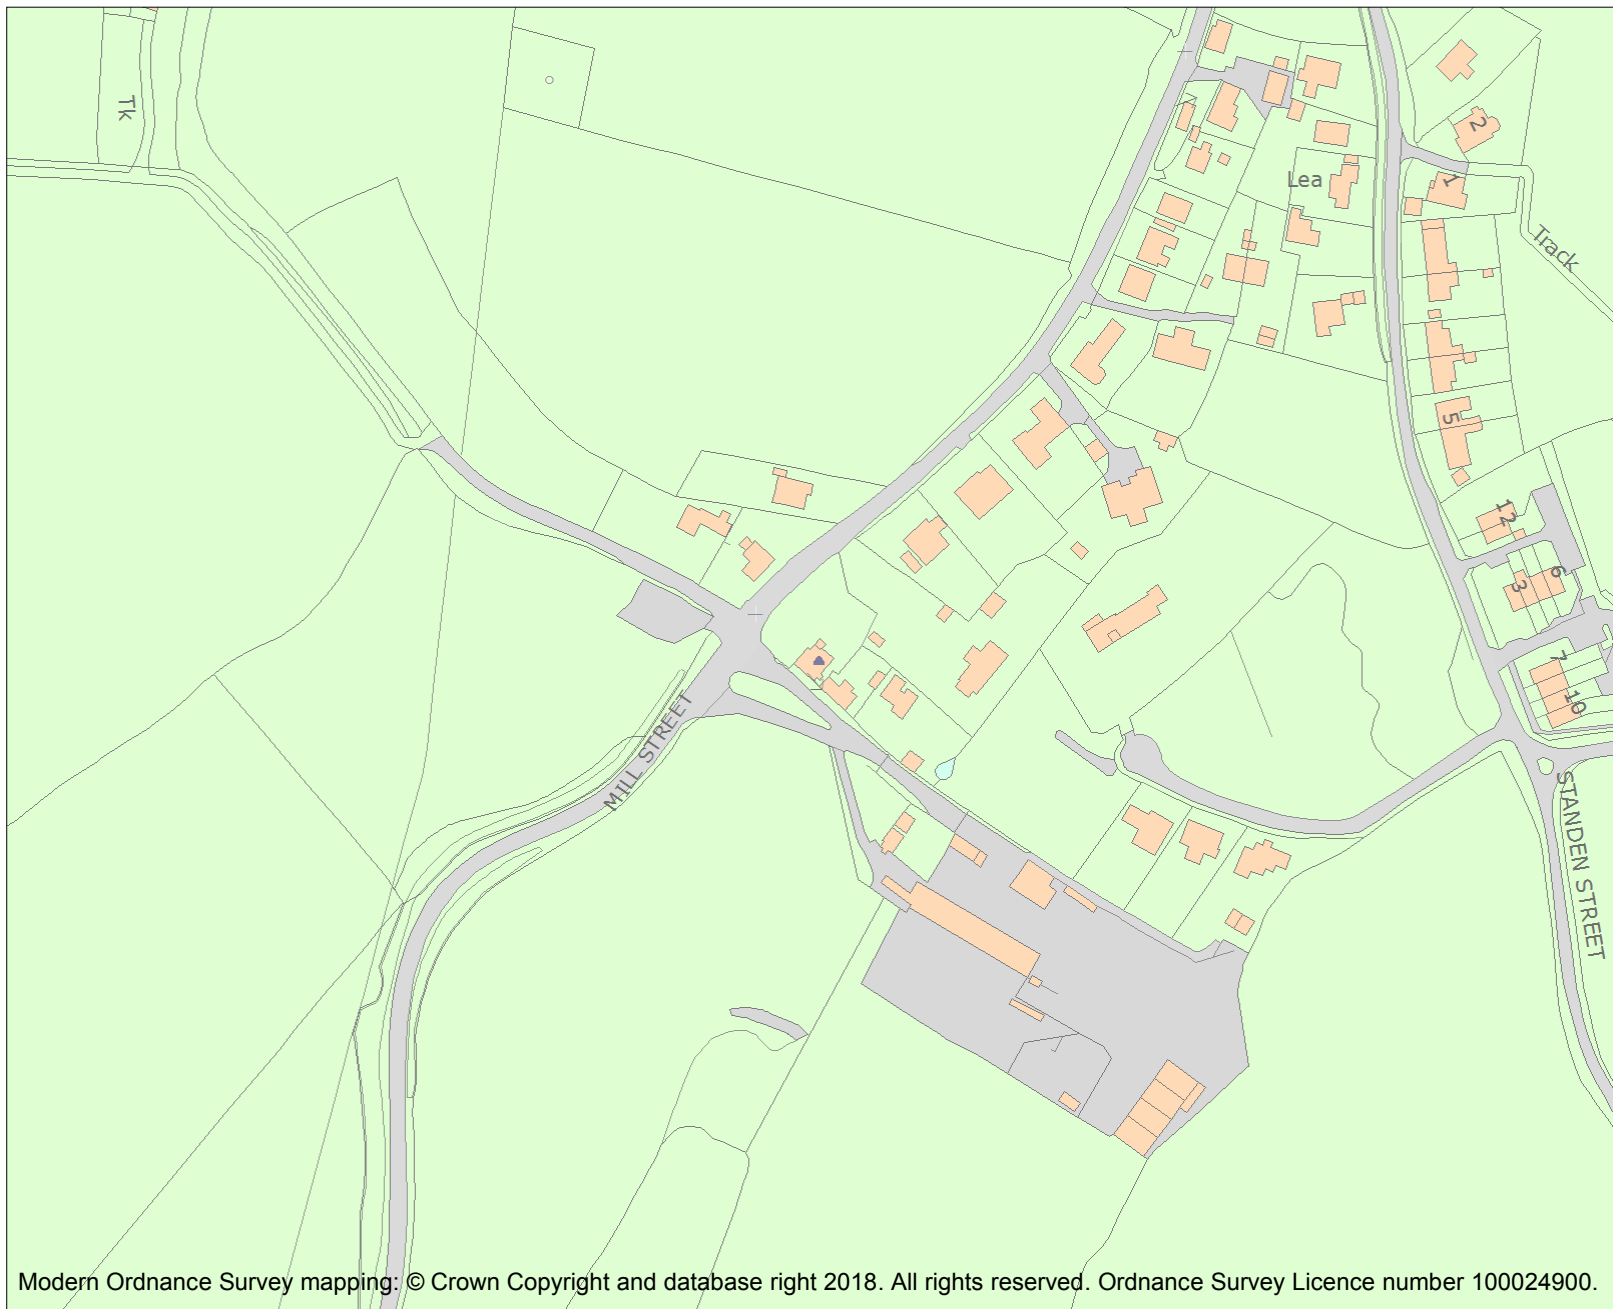 Tlk
2
Lea
1
Track
5
12
6
3
7
10
MILL STREET
STANDEN STREET
Modern Ordnance Survey mapping: © Crown Copyright and database right 2018. All rights reserved. Ordnance Survey Licence number 100024900.